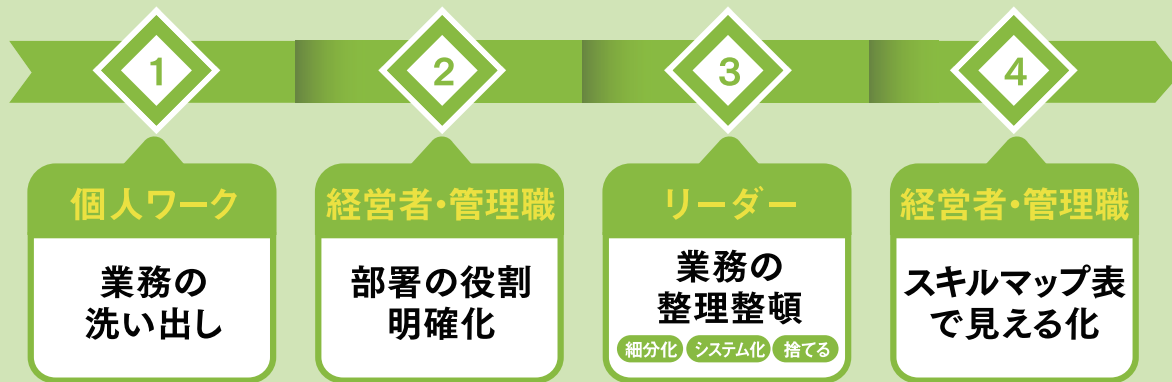 1
2
3
4
個人ワーク
業務の
洗い出し
経営者・管理職
部署の役割
明確化
リーダー
業務の
整理整頓
細分化 システム化 捨てる
経営者・管理職
スキルマップ表
で見える化